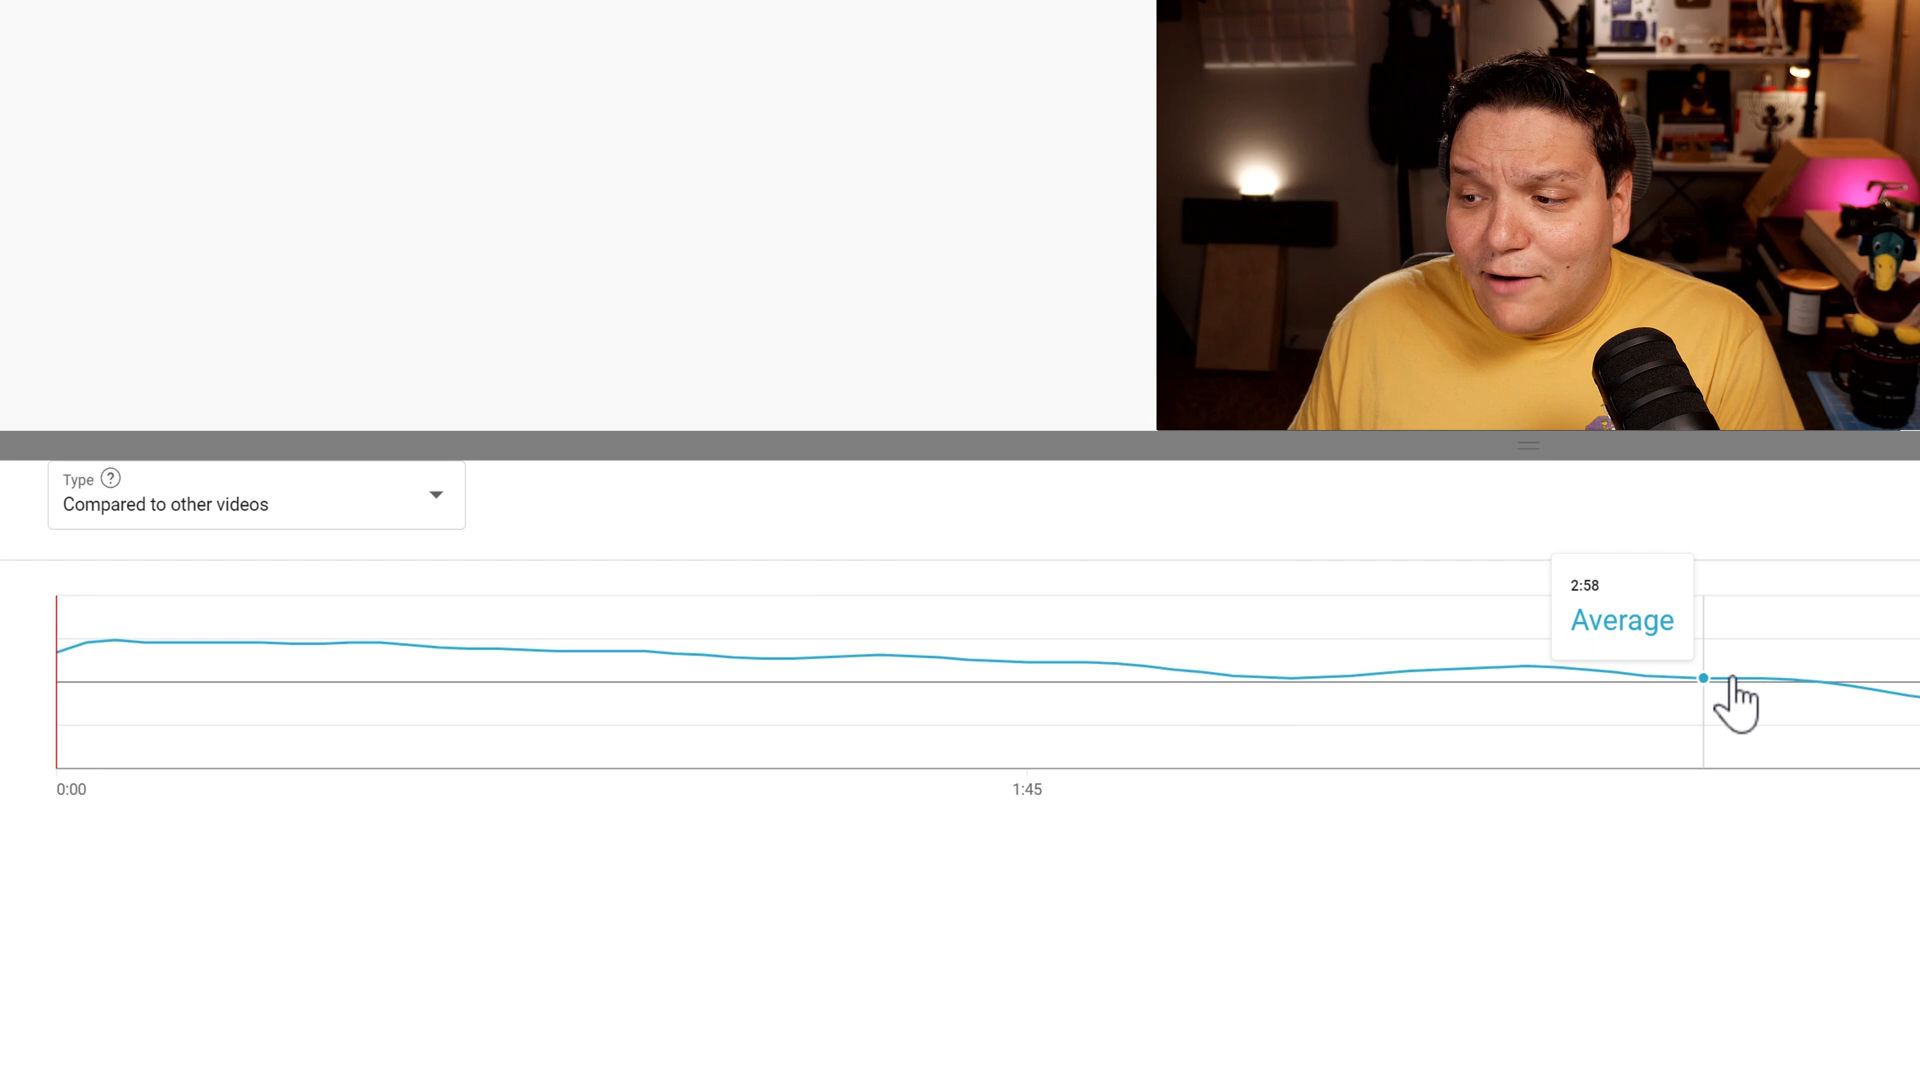 Type ?
Compared to other videos
2:58
Average
0:00
1:45